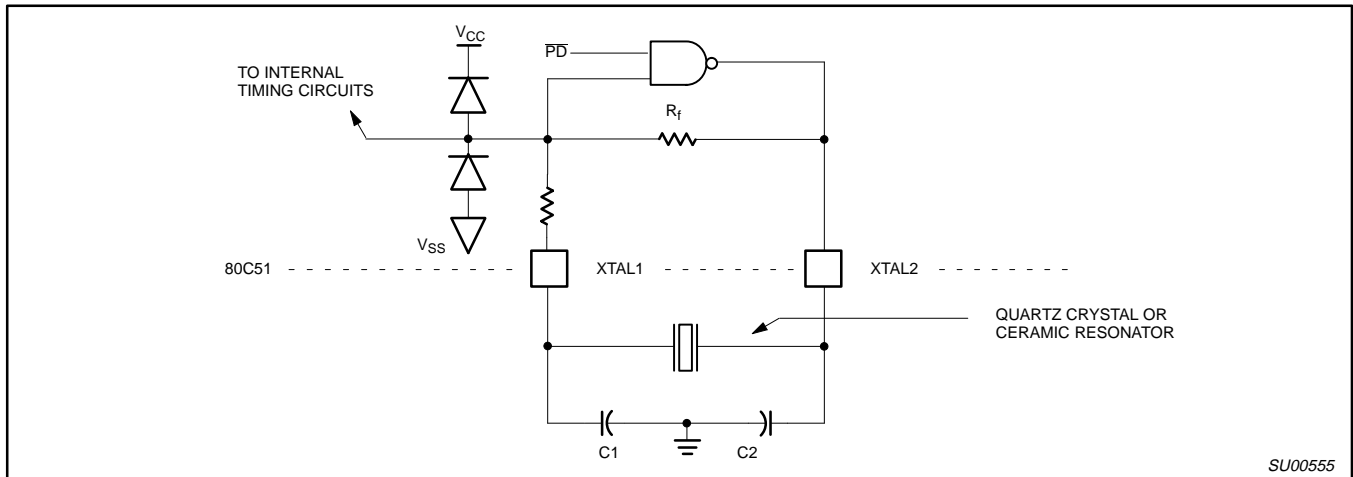 VCC
PD
TO INTERNAL
TIMING CIRCUITS
Rf
VSS
80C51
XTAL1
XTAL2
QUARTZ CRYSTAL OR
CERAMIC RESONATOR
C1
C2
SU00555